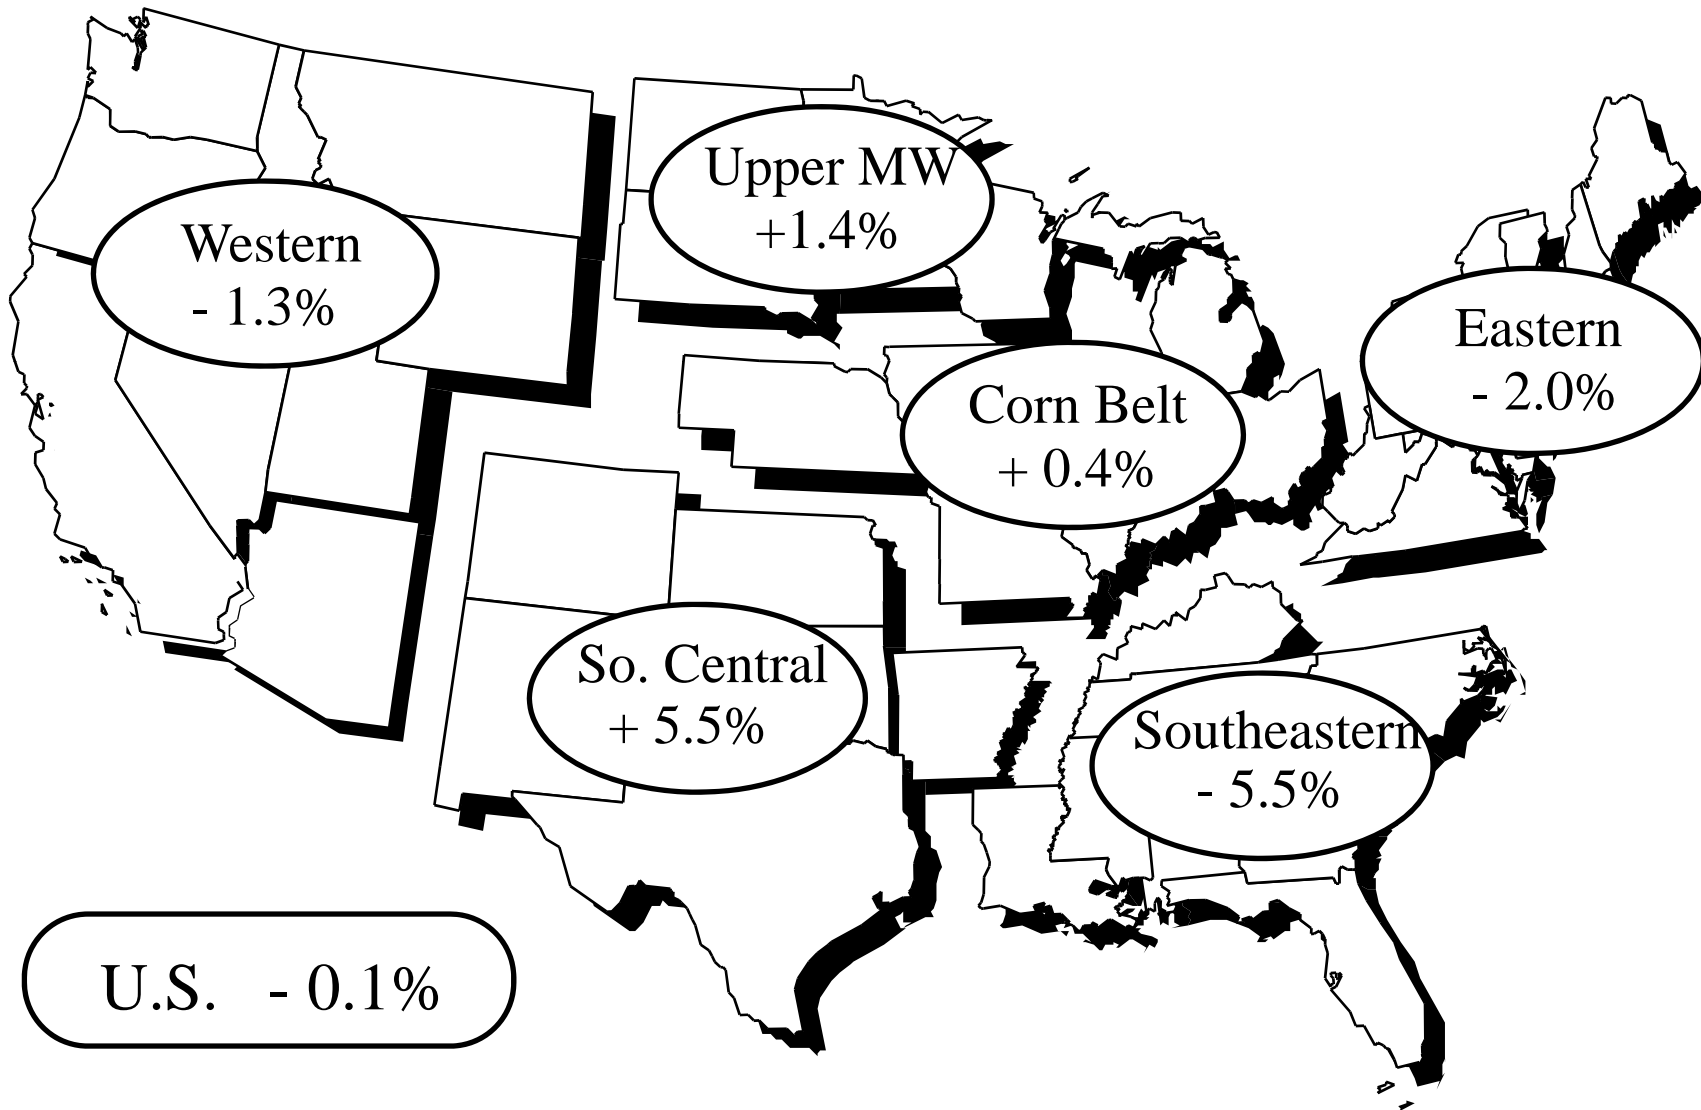 Upper MW
+1.4%
Western
- 1.3%
Eastern
- 2.0%
Corn Belt
+ 0.4%
So. Central
+ 5.5%
Southeastern
- 5.5%
U.S. - 0.1%